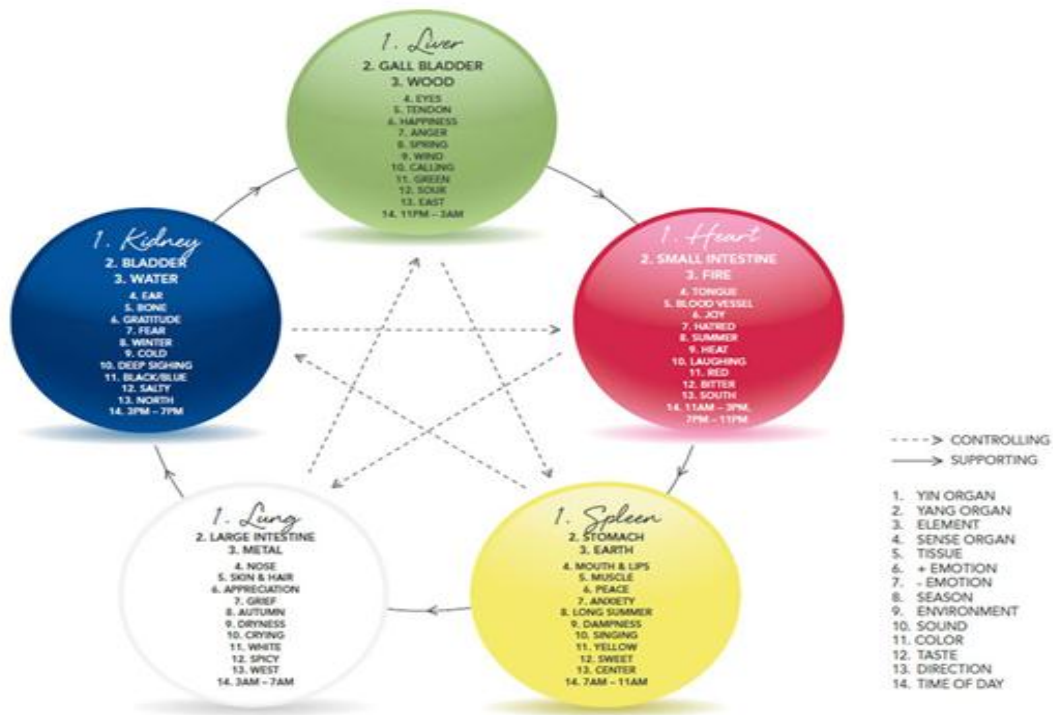 1. Liver
2. GALL BLADDER
3. WOOD
4. EYES
5. TENDON
6. HAPPINESS
7. ANGER
8. SPRING
9. WIND
10. CALLING
11. GREEN
12. SOUR
13. EAST
14. 11PM – 3AM
1. Kidney
2. BLADDER
3. WATER
4. EAR
5. BONE
6. GRATITUDE
7. FEAR
8. WINTER
9. COLD
10. DEEP SIGHING
11. BLACK/BLUE
12. SALTY
13. NORTH
14. 3PM – 7PM
1. Heart
2. SMALL INTESTINE
3. FIRE
4. TONGUE
5. BLOOD VESSEL
6. JOY
7. HATRED
8. SUMMER
9. HEAT
10. LAUGHING
11. RED
12. BITTER
13. SOUTH
14. 11AM – 3PM,
7PM – 11PM
1. Lung
2. LARGE INTESTINE
3. METAL
4. NOSE
5. SKIN & HAIR
6. APPRECIATION
7. GRIEF
8. AUTUMN
9. DRYNESS
10. CRYING
11. WHITE
12. SPICY
13. WEST
14. 3AM – 7AM
1. Spleen
2. STOMACH
3. EARTH
4. MOUTH & LIPS
5. MUSCLE
6. PEACE
7. ANXIETY
8. LONG SUMMER
9. DAMPNESS
10. SINGING
11. YELLOW
12. SWEET
13. CENTER
14. 7AM – 11AM
CONTROLLING
SUPPORTING
1. YIN ORGAN
2. YANG ORGAN
3. ELEMENT
4. SENSE ORGAN
5. TISSUE
6. + EMOTION
7. - EMOTION
8. SEASON
9. ENVIRONMENT
10. SOUND
11. COLOR
12. TASTE
13. DIRECTION
14. TIME OF DAY